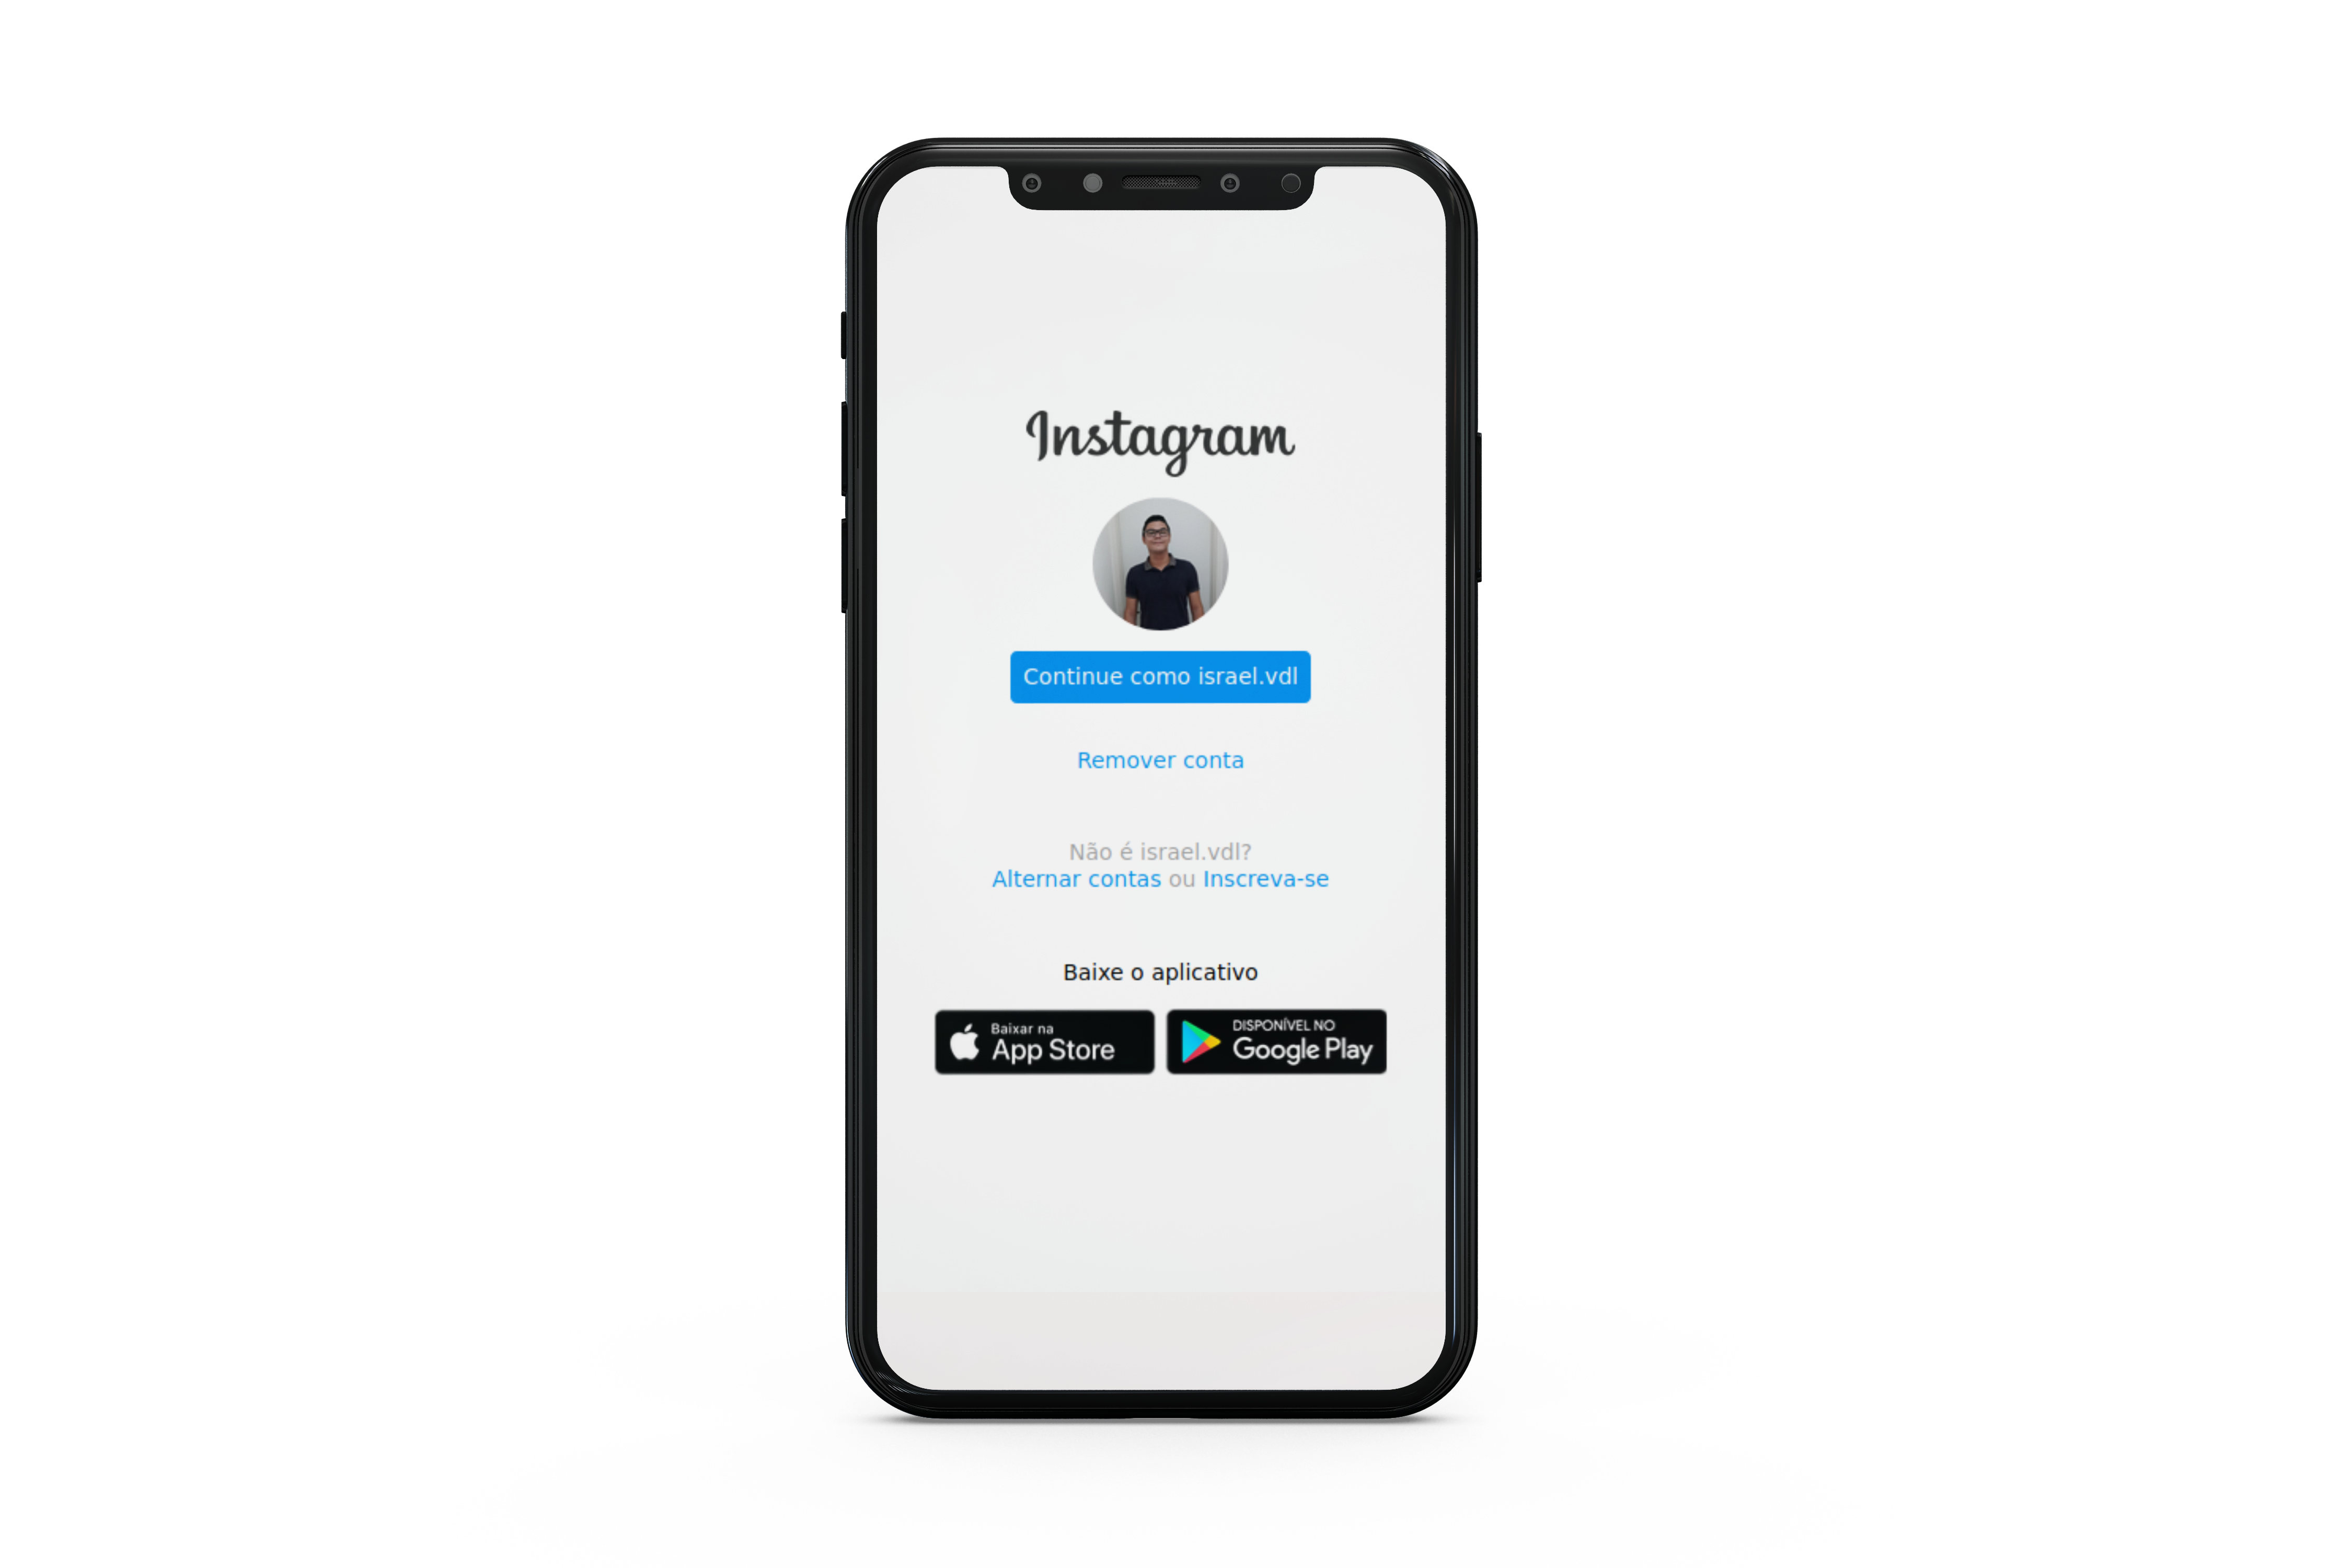 Instagram
Continue como israel.vdl
Remover conta
Não é israel.vdl?
Alternar contas ou Inscreva-se
Baixe o aplicativo
Baixar na
App Store
DISPONÍVEL NO
Google Play